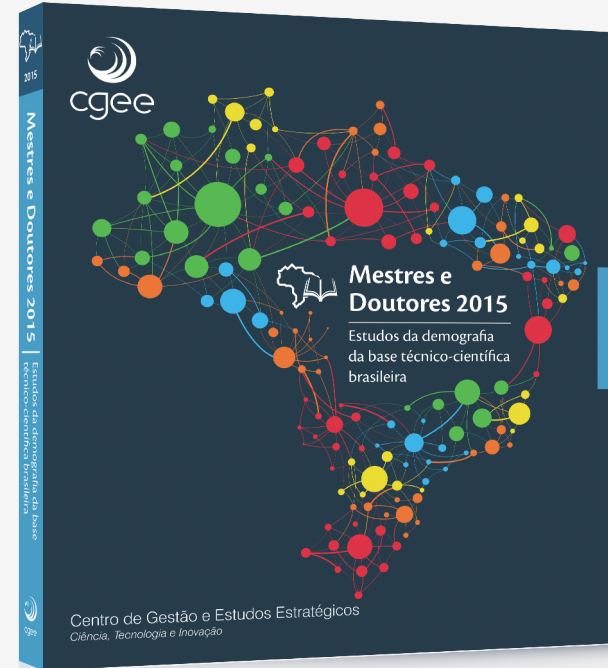 2015
Mestres e Doutores 2015
Estudos da demografia da base
técnico-científica brasileira
cgee
cgee
Mestres e
Doutores 2015
Estudos da demografia
da base técnico-científica
brasileira
Centro de Gestão e Estudos Estratégicos
Ciência, Tecnologia e Inovação